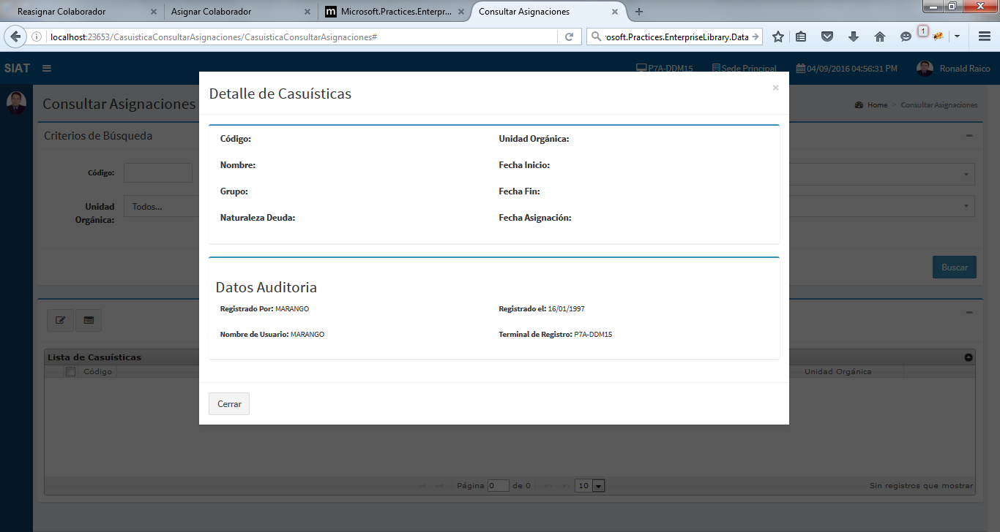 Reasignar Colaborador
Asignar Colaborador
m Microsoft.Practices.Enterpr...
Consultar Asignaciones
localhost:23653/CasuisticaConsultarAsignaciones/CasuisticaConsultarAsignaciones#
rosoft.Practices.EnterpriseLibrary.Data
1
SIAT
P7A-DDM15
Sede Principal
04/09/2016 04:56:31 PM
Ronald Raico
Consultar Asignaciones
Home > Consultar Asignaciones
Criterios de Búsqueda
Código:
Unidad
Orgánica:
Todos...
Buscar
Detalle de Casuísticas
×
Código:
Unidad Orgánica:
Nombre:
Fecha Inicio:
Grupo:
Fecha Fin:
Naturaleza Deuda:
Fecha Asignación:
Datos Auditoria
Registrado Por: MARANGO
Registrado el: 16/01/1997
Nombre de Usuario: MARANGO
Terminal de Registro: P7A-DDM15
Cerrar
Lista de Casuísticas
Código
Unidad Orgánica
Página 0 de 0
10
Sin registros que mostrar